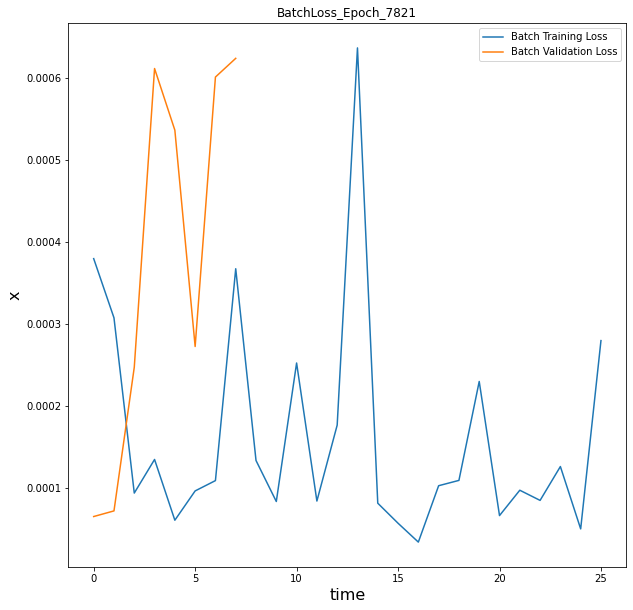 BatchLoss_Epoch_7821
Batch Training Loss
Batch Validation Loss
0.0006
0.0005
0.0004
0.0003
0.0002
0.0001
x
0 5 10 15 20 25
time